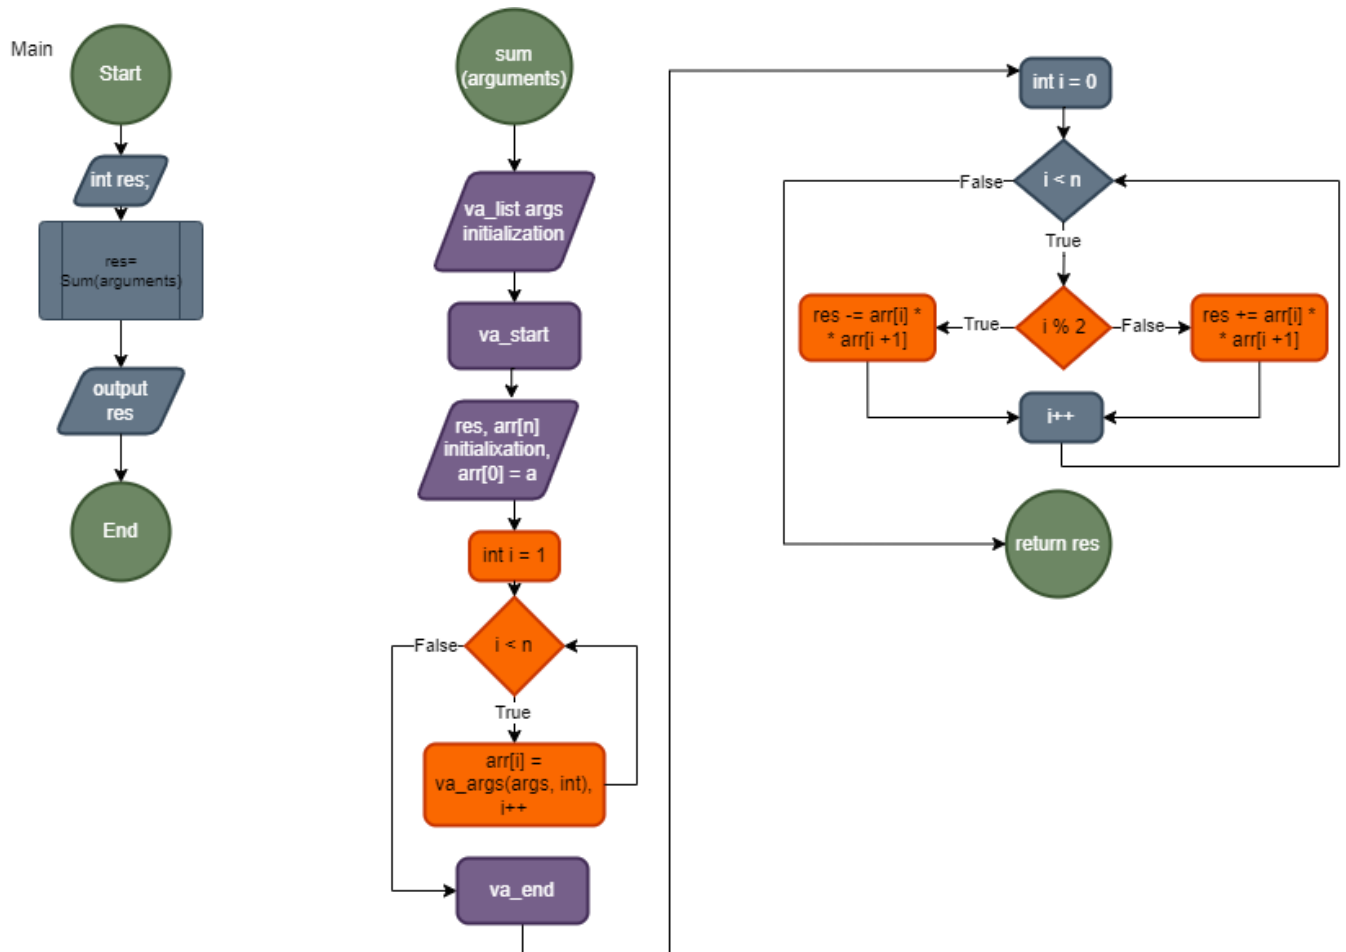 Main
Start
int res;
res=
Sum(arguments)
output
res
End
sum
(arguments)
va_list args
initialization
va_start
res, arr[n]
initialixation,
arr[0] = a
int i = 1
i < n
False
True
arr[i] =
va_args(args, int),
i++
va_end
int i = 0
i < n
False
True
i % 2
True
False
res -= arr[i] *
* arr[i +1]
res += arr[i] *
* arr[i +1]
i++
return res